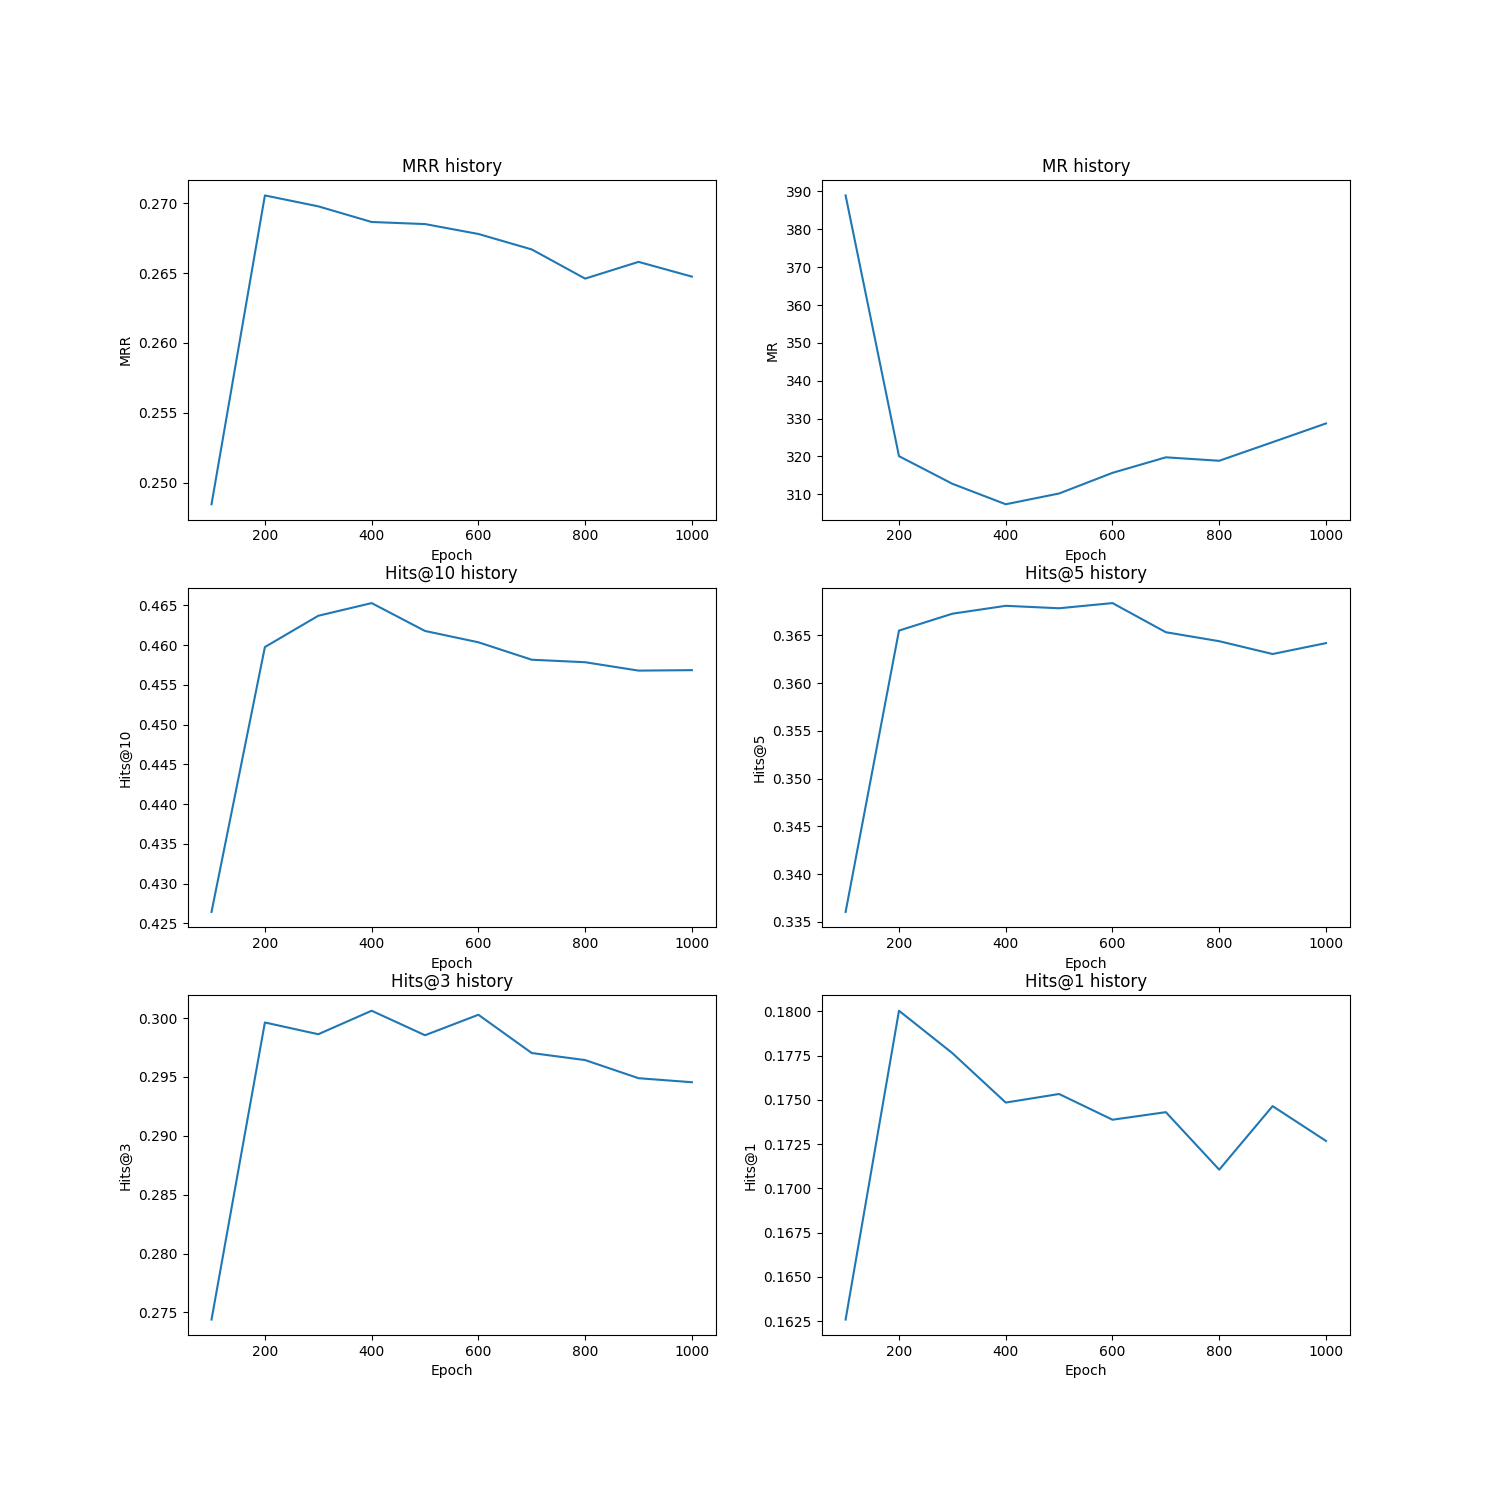 MRR history
0.270
0.265
0.260
0.255
0.250
MRR
200 400 600 800 1000
Epoch
MR history
390
380
370
360
350
340
330
320
310
MR
200 400 600 800 1000
Epoch
Hits@10 history
0.465
0.460
0.455
0.450
0.445
0.440
0.435
0.430
0.425
Hits@10
200 400 600 800 1000
Epoch
Hits@5 history
0.365
0.360
0.355
0.350
0.345
0.340
0.335
Hits@5
200 400 600 800 1000
Epoch
Hits@3 history
0.300
0.295
0.290
0.285
0.280
0.275
Hits@3
200 400 600 800 1000
Epoch
Hits@1 history
0.1800
0.1775
0.1750
0.1725
0.1700
0.1675
0.1650
0.1625
Hits@1
200 400 600 800 1000
Epoch